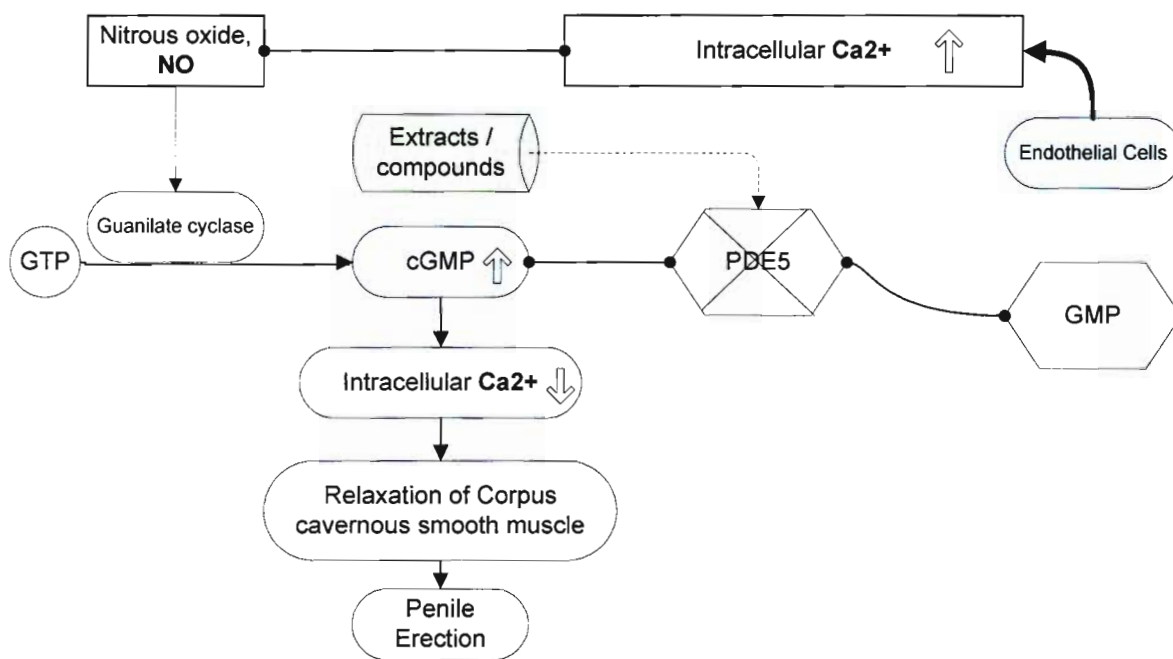 Nitrous oxide,
NO
Intracellular Ca2+
Extracts /
compounds
Endothelial Cells
Guanilate cyclase
GTP
cGMP
PDE5
GMP
Intracellular Ca2+
Relaxation of Corpus
cavernous smooth muscle
Penile
Erection